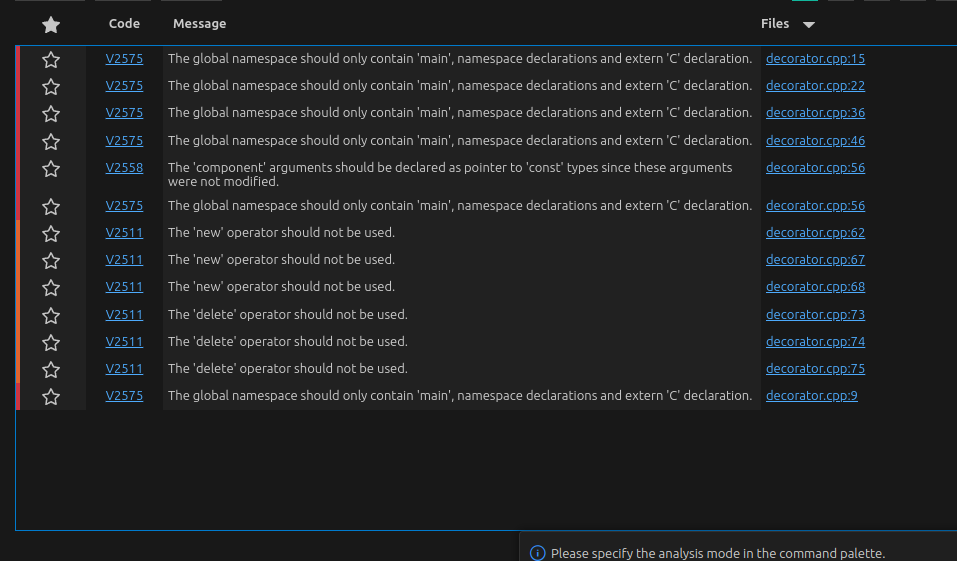 Code Message Files
V2575 The global namespace should only contain 'main', namespace declarations and extern 'C' declaration. decorator.cpp:15
V2575 The global namespace should only contain 'main', namespace declarations and extern 'C' declaration. decorator.cpp:22
V2575 The global namespace should only contain 'main', namespace declarations and extern 'C' declaration. decorator.cpp:36
V2575 The global namespace should only contain 'main', namespace declarations and extern 'C' declaration. decorator.cpp:46
V2558 The 'component' arguments should be declared as pointer to 'const' types since these arguments decorator.cpp:56
were not modified.
V2575 The global namespace should only contain 'main', namespace declarations and extern 'C' declaration. decorator.cpp:56
V2511 The 'new' operator should not be used. decorator.cpp:62
V2511 The 'new' operator should not be used. decorator.cpp:67
V2511 The 'new' operator should not be used. decorator.cpp:68
V2511 The 'delete' operator should not be used. decorator.cpp:73
V2511 The 'delete' operator should not be used. decorator.cpp:74
V2511 The 'delete' operator should not be used. decorator.cpp:75
V2575 The global namespace should only contain 'main', namespace declarations and extern 'C' declaration. decorator.cpp:9
Please specify the analysis mode in the command palette.